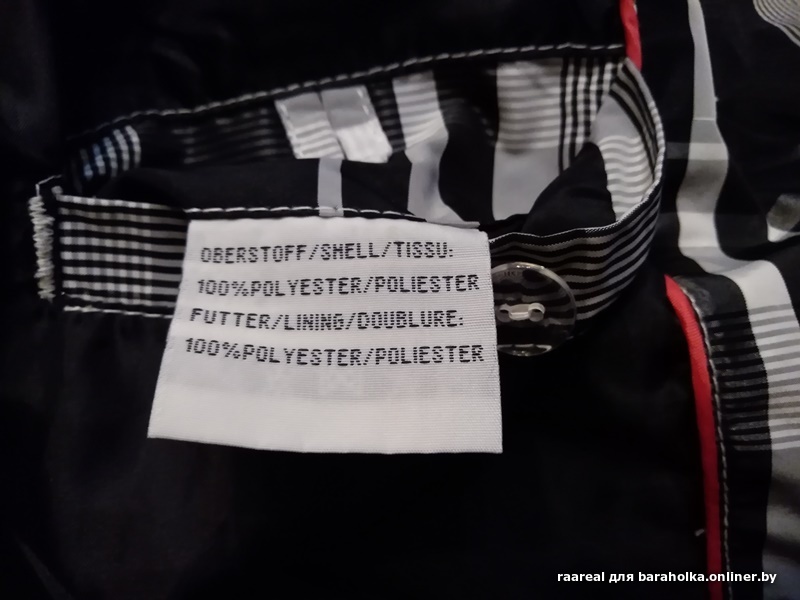 OBERSTOFF/SHELL/TISSU:
100%POLYESTER/POLIESTER
FUTTER/LINING/DOUBLURE:
100%POLYESTER/POLIESTER
raareal для baraholka.onliner.by